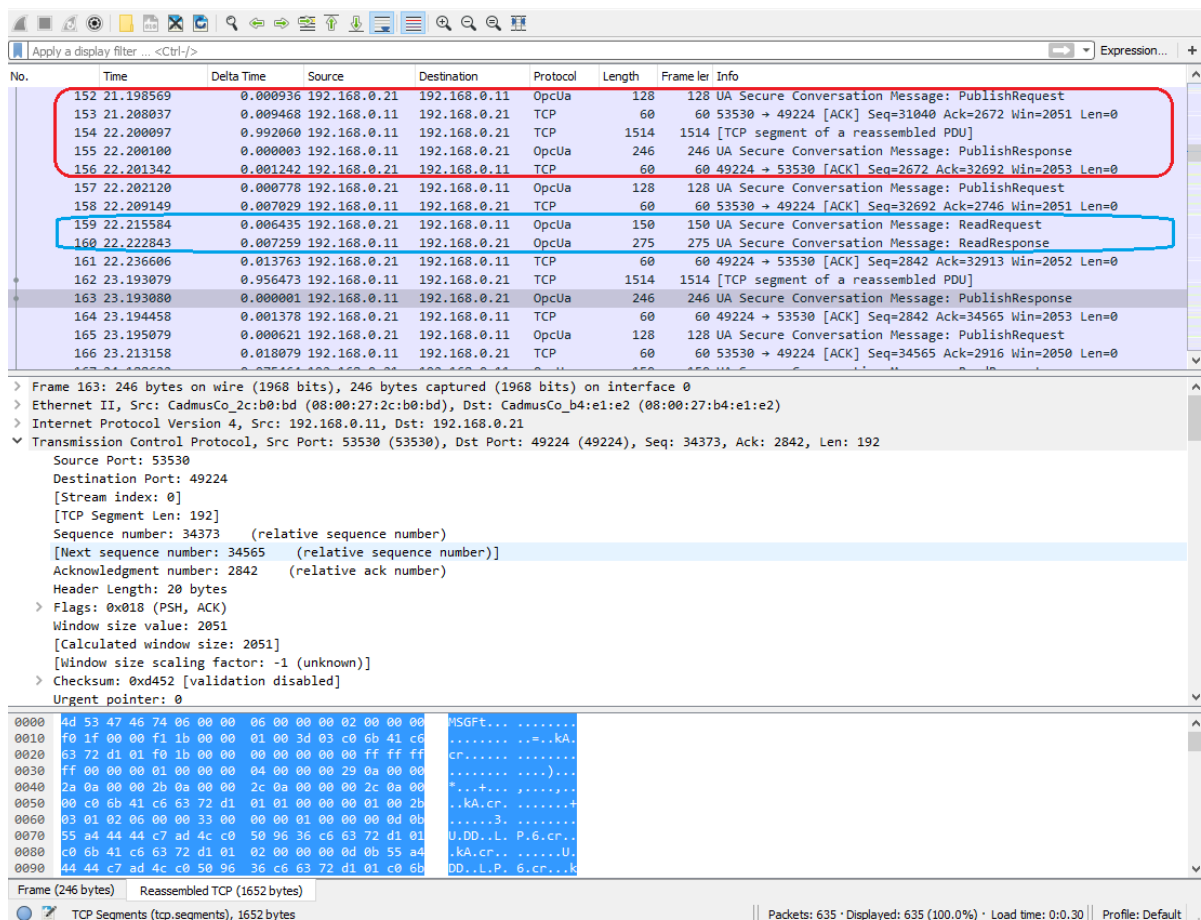 Apply a display filter ... <Ctrl-/> Expression... +
No. Time Delta Time Source Destination Protocol Length Frame ler Info
152 21.198569 0.000936 192.168.0.21 192.168.0.11 OpcUa 128 128 UA Secure Conversation Message: PublishRequest
153 21.208037 0.009468 192.168.0.11 192.168.0.21 TCP 60 60 53530 → 49224 [ACK] Seq=31040 Ack=2672 Win=2051 Len=0
154 22.200097 0.992060 192.168.0.11 192.168.0.21 TCP 1514 1514 [TCP segment of a reassembled PDU]
155 22.200100 0.000003 192.168.0.11 192.168.0.21 OpcUa 246 246 UA Secure Conversation Message: PublishResponse
156 22.201342 0.001242 192.168.0.21 192.168.0.11 TCP 60 60 49224 → 53530 [ACK] Seq=2672 Ack=32692 Win=2053 Len=0
157 22.202120 0.000778 192.168.0.21 192.168.0.11 OpcUa 128 128 UA Secure Conversation Message: PublishRequest
158 22.209149 0.007029 192.168.0.11 192.168.0.21 TCP 60 60 53530 → 49224 [ACK] Seq=32692 Ack=2746 Win=2051 Len=0
159 22.215584 0.006435 192.168.0.21 192.168.0.11 OpcUa 150 150 UA Secure Conversation Message: ReadRequest
160 22.222843 0.007259 192.168.0.11 192.168.0.21 OpcUa 275 275 UA Secure Conversation Message: ReadResponse
161 22.236606 0.013763 192.168.0.21 192.168.0.11 TCP 60 60 49224 → 53530 [ACK] Seq=2842 Ack=32913 Win=2052 Len=0
162 23.193079 0.956473 192.168.0.11 192.168.0.21 TCP 1514 1514 [TCP segment of a reassembled PDU]
163 23.193080 0.000001 192.168.0.11 192.168.0.21 OpcUa 246 246 UA Secure Conversation Message: PublishResponse
164 23.194458 0.001378 192.168.0.21 192.168.0.11 TCP 60 60 49224 → 53530 [ACK] Seq=2842 Ack=34565 Win=2053 Len=0
165 23.195079 0.000621 192.168.0.21 192.168.0.11 OpcUa 128 128 UA Secure Conversation Message: PublishRequest
166 23.213158 0.018079 192.168.0.11 192.168.0.21 TCP 60 60 53530 → 49224 [ACK] Seq=34565 Ack=2916 Win=2050 Len=0
> Frame 163: 246 bytes on wire (1968 bits), 246 bytes captured (1968 bits) on interface 0
> Ethernet II, Src: CadmusCo_2c:b0:bd (08:00:27:2c:b0:bd), Dst: CadmusCo_b4:e1:e2 (08:00:27:b4:e1:e2)
> Internet Protocol Version 4, Src: 192.168.0.11, Dst: 192.168.0.21
Transmission Control Protocol, Src Port: 53530 (53530), Dst Port: 49224 (49224), Seq: 34373, Ack: 2842, Len: 192
Source Port: 53530
Destination Port: 49224
[Stream index: 0]
[TCP Segment Len: 192]
Sequence number: 34373 (relative sequence number)
[Next sequence number: 34565 (relative sequence number)]
Acknowledgment number: 2842 (relative ack number)
Header Length: 20 bytes
> Flags: 0x018 (PSH, ACK)
Window size value: 2051
[Calculated window size: 2051]
[Window size scaling factor: -1 (unknown)]
> Checksum: 0xd452 [validation disabled]
Urgent pointer: 0
0000 4d 53 47 46 74 06 00 00 06 00 00 00 02 00 00 00 MSGFt... ........
0010 f0 1f 00 00 f1 1b 00 00 01 00 3d 03 c0 6b 41 c6 ........ ..=..kA.
0020 63 72 d1 01 f0 1b 00 00 00 00 00 00 00 ff ff ff cr...... ........
0030 ff 00 00 00 01 00 00 00 04 00 00 00 29 0a 00 00 ........ ....)...
0040 2a 0a 00 00 2b 0a 00 00 2c 0a 00 00 2c 0a 00 *...+... ,...,..
0050 00 c0 6b 41 c6 63 72 d1 01 01 00 00 00 01 00 2b ..kA.cr. .......+
0060 03 01 02 06 00 00 33 00 00 00 01 00 00 00 0d 0b ......3. ........
0070 55 a4 44 44 c7 ad 4c c0 50 96 36 c6 63 72 d1 01 U.DD..L. P.6.cr..
0080 c0 6b 41 c6 63 72 d1 01 02 00 00 00 0d 0b 55 a4 .kA.cr.. ......U.
0090 44 44 c7 ad 4c c0 50 96 36 c6 63 72 d1 01 c0 6b DD..L.P. 6.cr...k
Frame (246 bytes) Reassembled TCP (1652 bytes)
TCP Segments (tcp.segments), 1652 bytes Packets: 635 · Displayed: 635 (100.0%) · Load time: 0:0.30 Profile: Default